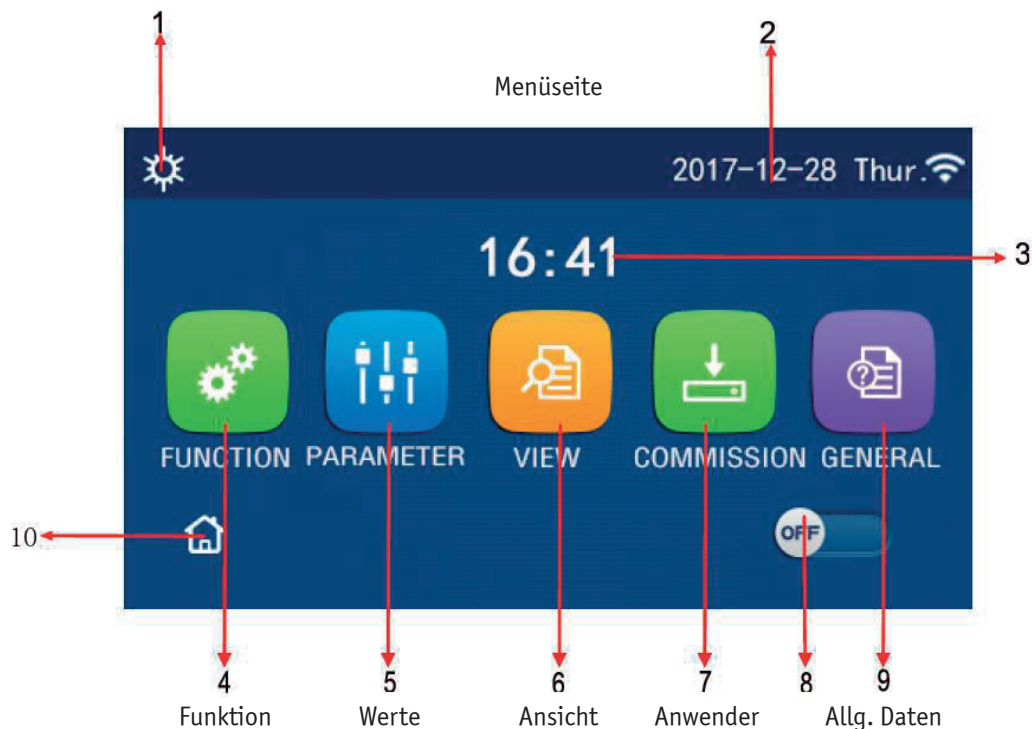 1
2
Menüseite
2017-12-28 Thur.
16:41
3
FUNCTION PARAMETER VIEW COMMISSION GENERAL
10
OFF
4 5 6 7 8 9
Funktion Werte Ansicht Anwender Allg. Daten